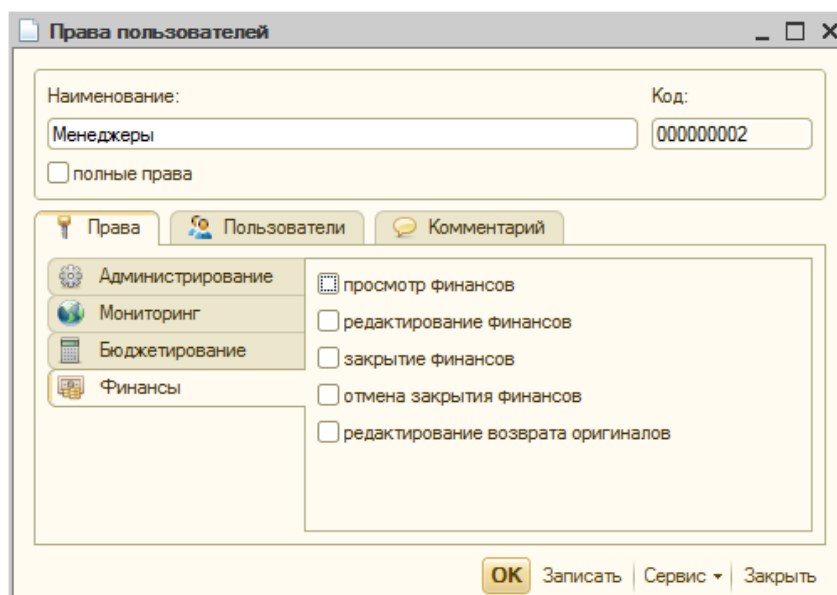 Права пользователей
Наименование: Код:
Менеджеры 000000002
полные права
Права Пользователи Комментарий
Администрирование
Мониторинг
Бюджетирование
Финансы
просмотр финансов
редактирование финансов
закрытие финансов
отмена закрытия финансов
редактирование возврата оригиналов
OK Записать Сервис Закрыть